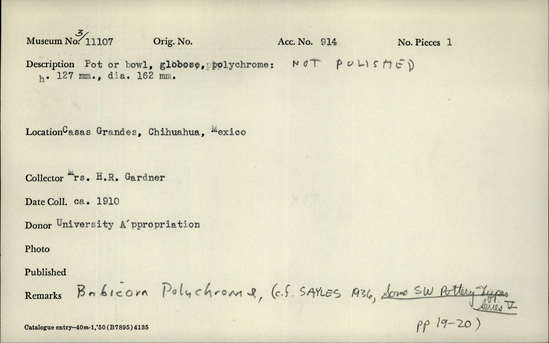 Museum No. 3/11107 Orig. No. Acc. No. 914 No. Pieces 1
Description Pot or bowl, globose, polychrome: NOT POLISHED
h. 127 mm., dia. 162 mm.
Location Casas Grandes, Chihuahua, Mexico
Collector Mrs. H.R. Gardner
Date Coll. ca. 1910
Donor University Appropriation
Photo
Published
Remarks Babicora Polychrome, (c.f. SAYLES 1936, Some SW Pottery Types
Series V
pp 19-20)
Catalogue entry—40m-1,'50 (B7895) 4135